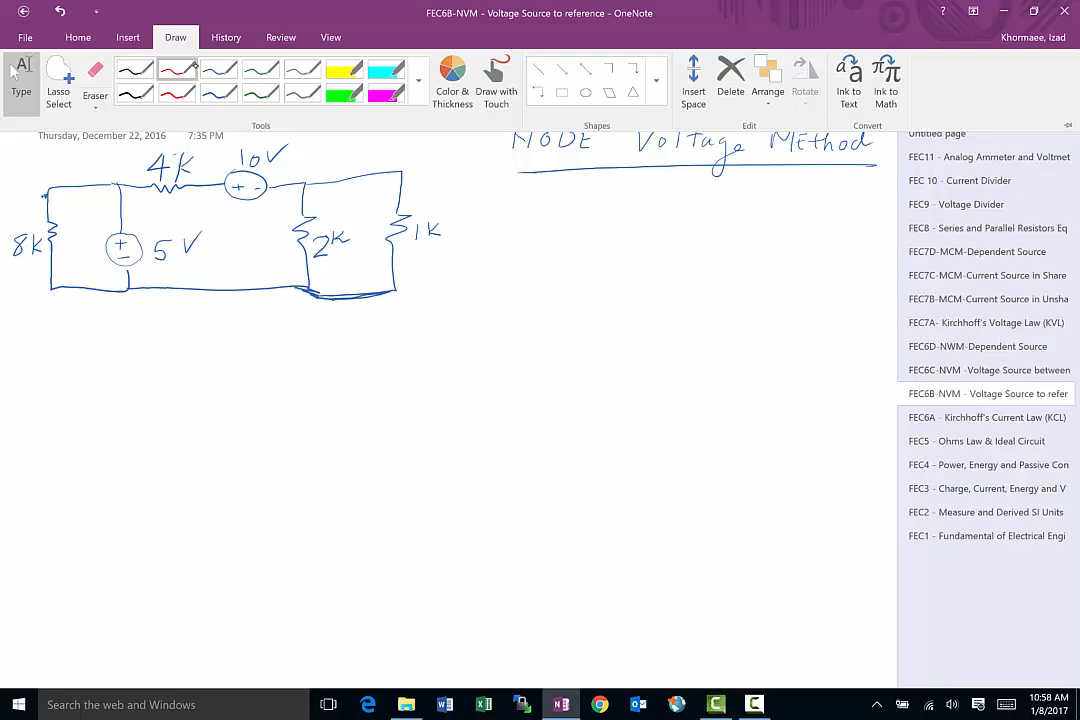 FEC6B-NVM - Voltage Source to reference - OneNote
?
File
Home
Insert
Draw
History
Review
View
Khormaee, Izad
Type
Lasso Select
Eraser
Color & Thickness
Draw with Touch
Insert Space
Delete
Arrange
Rotate
Ink to Text
Ink to Math
Tools
Shapes
Edit
Convert
Thursday, December 22, 2016
7:35 PM
NODE Voltage Method
4K
10V
+ -
8K
+
-
5 V
2K
1K
Untitled page
FEC11 - Analog Ammeter and Voltmet
FEC 10 - Current Divider
FEC9 - Voltage Divider
FEC8 - Series and Parallel Resistors Eq
FEC7D-MCM-Dependent Source
FEC7C-MCM-Current Source in Share
FEC7B-MCM-Current Source in Unsha
FEC7A- Kirchhoff's Voltage Law (KVL)
FEC6D-NWM-Dependent Source
FEC6C-NVM -Voltage Source between
FEC6B-NVM - Voltage Source to refer
FEC6A - Kirchhoff's Current Law (KCL)
FEC5 - Ohms Law & Ideal Circuit
FEC4 - Power, Energy and Passive Con
FEC3 - Charge, Current, Energy and V
FEC2 - Measure and Derived SI Units
FEC1 - Fundamental of Electrical Engi
Search the web and Windows
10:58 AM
1/8/2017